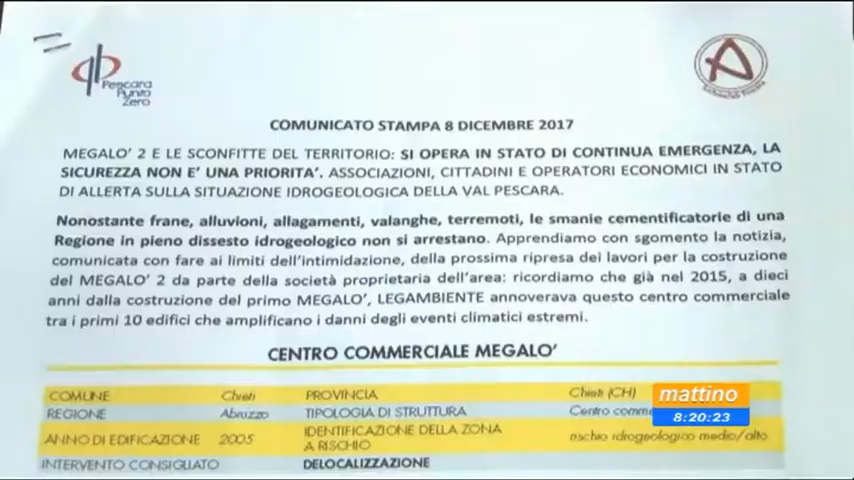 Pescara
Punto
Zero
COMUNICATO STAMPA 8 DICEMBRE 2017
MEGALO' 2 E LE SCONFITTE DEL TERRITORIO: SI OPERA IN STATO DI CONTINUA EMERGENZA, LA
SICUREZZA NON E' UNA PRIORITA'. ASSOCIAZIONI, CITTADINI E OPERATORI ECONOMICI IN STATO
DI ALLERTA SULLA SITUAZIONE IDROGEOLOGICA DELLA VAL PESCARA.
Nonostante frane, alluvioni, allagamenti, valanghe, terremoti, le smanie cementificatorie di una
Regione in pieno dissesto idrogeologico non si arrestano. Apprendiamo con sgomento la notizia,
comunicata con fare ai limiti dell'intimidazione, della prossima ripresa dei lavori per la costruzione
del MEGALO' 2 da parte della società proprietaria dell'area: ricordiamo che già nel 2015, a dieci
anni dalla costruzione del primo MEGALO', LEGAMBIENTE annoverava questo centro commerciale
tra i primi 10 edifici che amplificano i danni degli eventi climatici estremi.
CENTRO COMMERCIALE MEGALO'
COMUNE Chieti PROVINCIA Chieti (CH)
REGIONE Abruzzo TIPOLOGIA DI STRUTTURA Centro
ANNO DI EDIFICAZIONE 2005 IDENTIFICAZIONE DELLA ZONA A RISCHIO rischio idrogeologico medio/alto
INTERVENTO CONSIGLIATO DELOCALIZZAZIONE
mattino
8:20:23